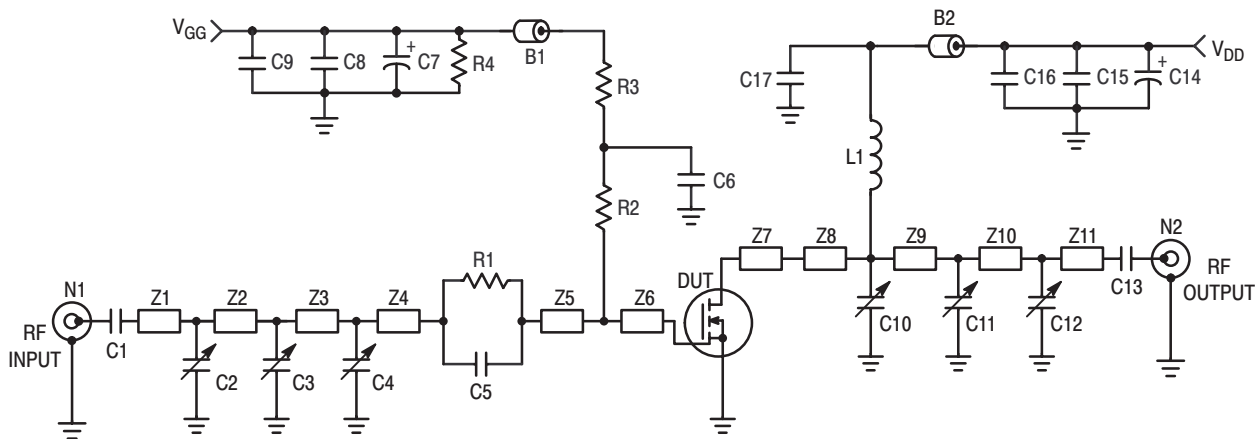 V_GG
C9
C8
+
C7
R4
B1
R3
C6
R2
B2
C17
C16
C15
+
C14
V_DD
L1
N1
RF
INPUT
C1
Z1
Z2
Z3
Z4
C2
C3
C4
R1
C5
Z5
Z6
DUT
Z7
Z8
Z9
Z10
Z11
C10
C11
C12
C13
N2
RF
OUTPUT